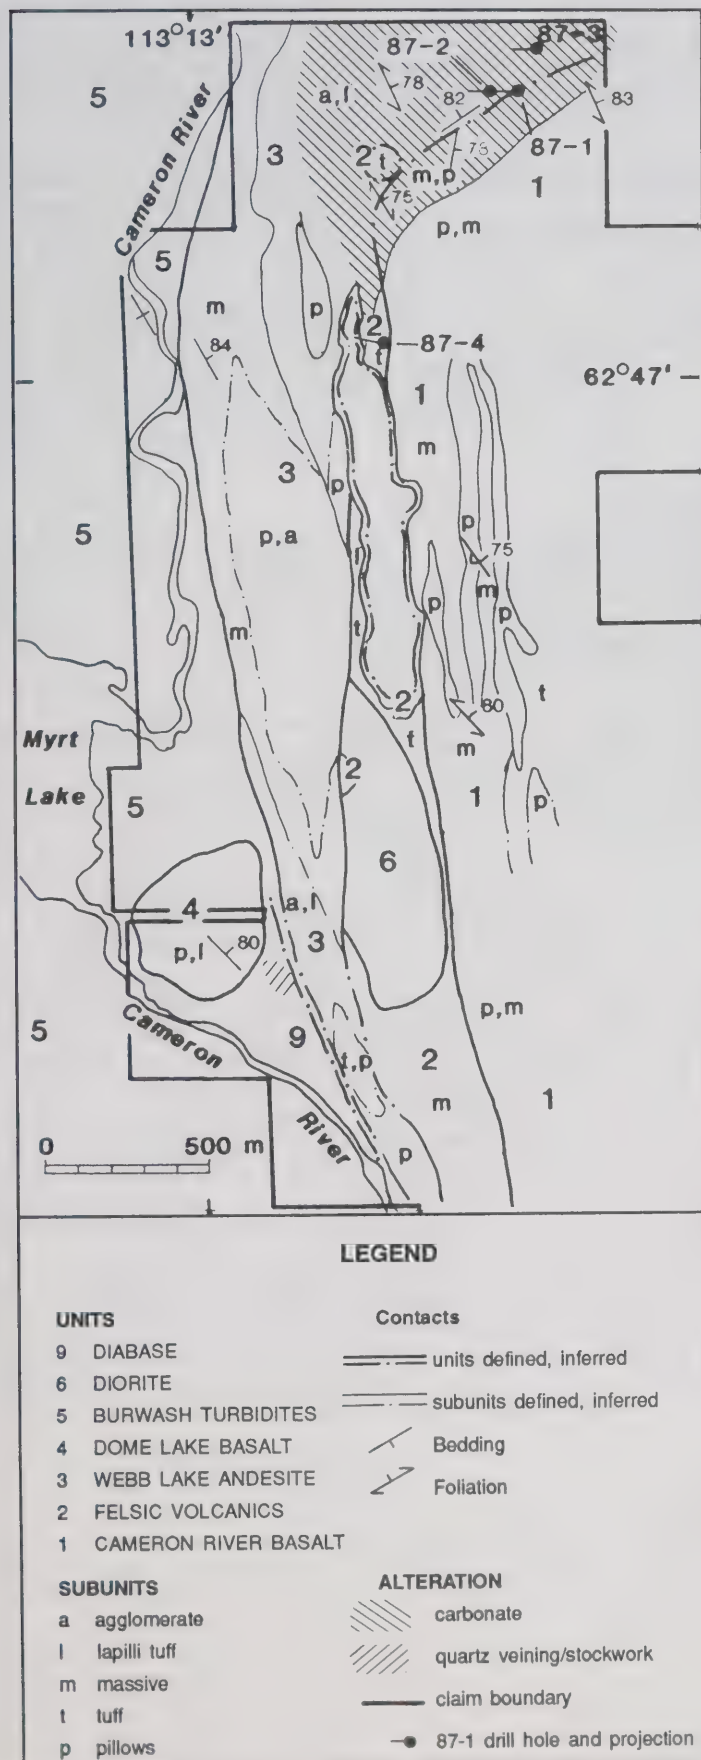 113°13'
87-2
87-3
5
78
a,l
82
83
Cameron River
3
2
t
75
87-1
m,p
75
1
p,m
5
m
p
2
87-4
84
t
62°47'
1
m
3
p
5
p,a
p
75
l
m
p
p
m
t
t
2
80
Myrt
t
m
2
Lake
1
5
p
6
a,l
4
3
p,l
80
p,m
5
Cameron
9
2
t,p
m
1
0 500 m
River
p
LEGEND
UNITS
9 DIABASE
6 DIORITE
5 BURWASH TURBIDITES
4 DOME LAKE BASALT
3 WEBB LAKE ANDESITE
2 FELSIC VOLCANICS
1 CAMERON RIVER BASALT
Contacts
units defined, inferred
subunits defined, inferred
Bedding
Foliation
SUBUNITS
a agglomerate
l lapilli tuff
m massive
t tuff
p pillows
ALTERATION
carbonate
quartz veining/stockwork
claim boundary
87-1 drill hole and projection